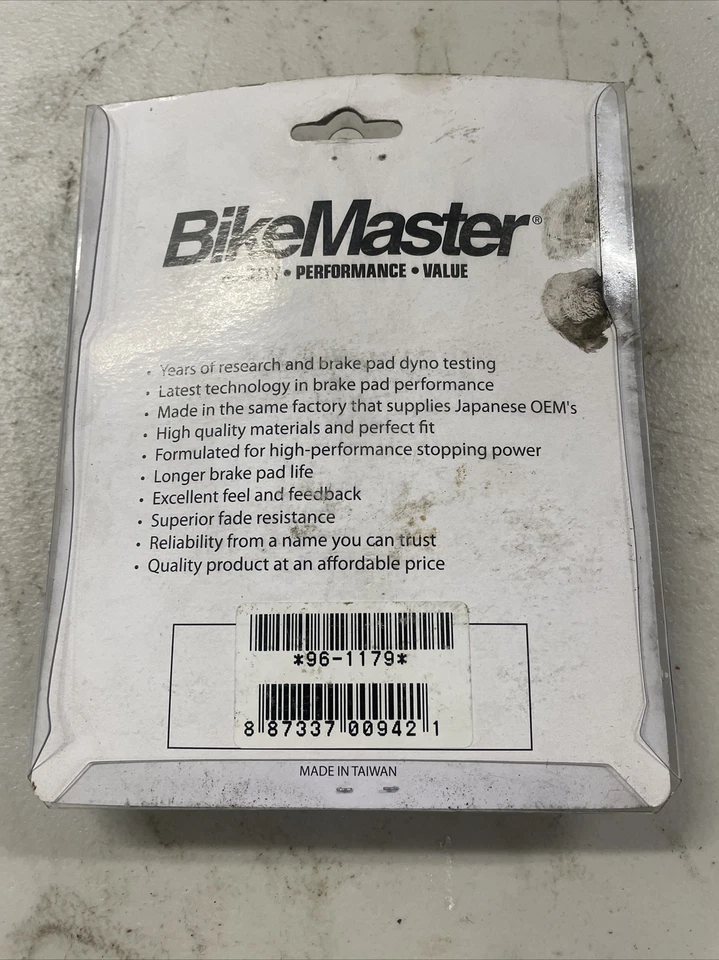 BikeMaster®
• PERFORMANCE • VALUE
• Years of research and brake pad dyno testing
• Latest technology in brake pad performance
• Made in the same factory that supplies Japanese OEM's
• High quality materials and perfect fit
• Formulated for high-performance stopping power
• Longer brake pad life
• Excellent feel and feedback
• Superior fade resistance
• Reliability from a name you can trust
• Quality product at an affordable price
*96-1179*
8 87337 00942 1
MADE IN TAIWAN